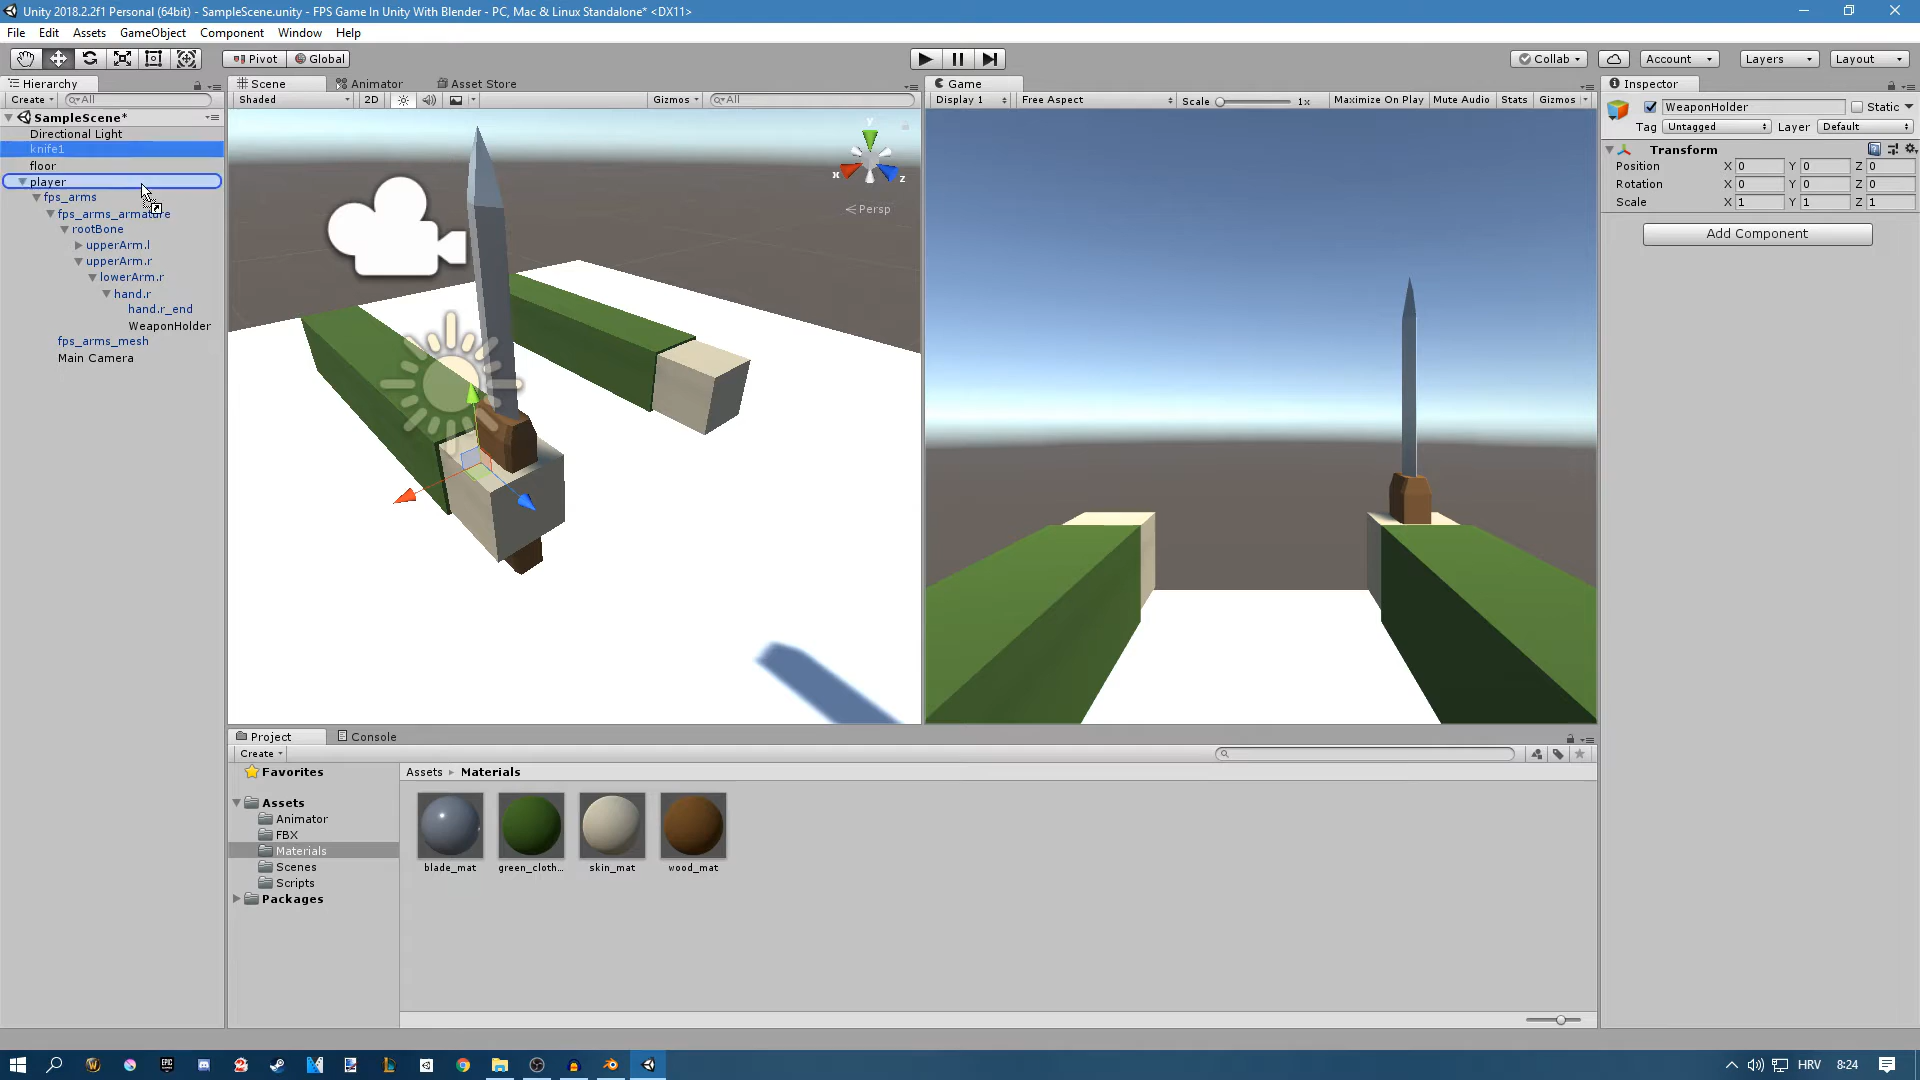 Unity 2018.2.2f1 Personal (64bit) - SampleScene.unity - FPS Game In Unity With Blender - PC, Mac & Linux Standalone* <DX11>
File Edit Assets GameObject Component Window Help
Pivot Global Collab Account Layers Layout
Hierarchy Scene Animator Asset Store Game Inspector
Create All Shaded 2D Gizmos All Display 1 Free Aspect Scale 1x Maximize On Play Mute Audio Stats Gizmos WeaponHolder Static
SampleScene*
Tag Untagged Layer Default
Directional Light
knife1
floor
player
fps_arms
fps_arms_armature
rootBone
upperArm.l
upperArm.r
lowerArm.r
hand.r
hand.r_end
WeaponHolder
fps_arms_mesh
Main Camera
y
x
z
Persp
Transform
Position X 0 Y 0 Z 0
Rotation X 0 Y 0 Z 0
Scale X 1 Y 1 Z 1
Add Component
Project Console
Create
Favorites
Assets
Animator
FBX
Materials
Scenes
Scripts
Packages
Assets Materials
blade_mat green_cloth... skin_mat wood_mat
HRV 8:24